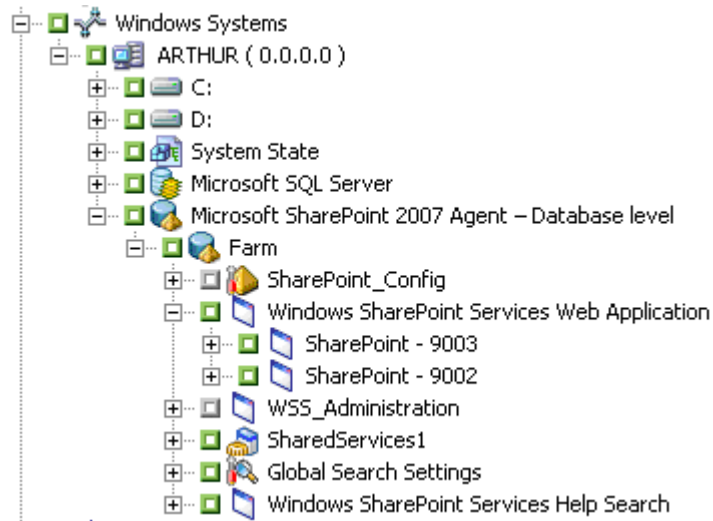 Windows Systems
ARTHUR ( 0.0.0.0 )
C:
D:
System State
Microsoft SQL Server
Microsoft SharePoint 2007 Agent – Database level
Farm
SharePoint_Config
Windows SharePoint Services Web Application
SharePoint - 9003
SharePoint - 9002
WSS_Administration
SharedServices1
Global Search Settings
Windows SharePoint Services Help Search